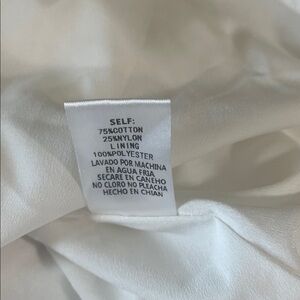 SELF:
75%COTTON
25%NYLON
LINING
100%POLYESTER
LAVADO POR MACHINA
EN AGUA FRIA
SECARE EN CANEHO
NO CLORO NO PLEACHA
HECHO EN CHIAN